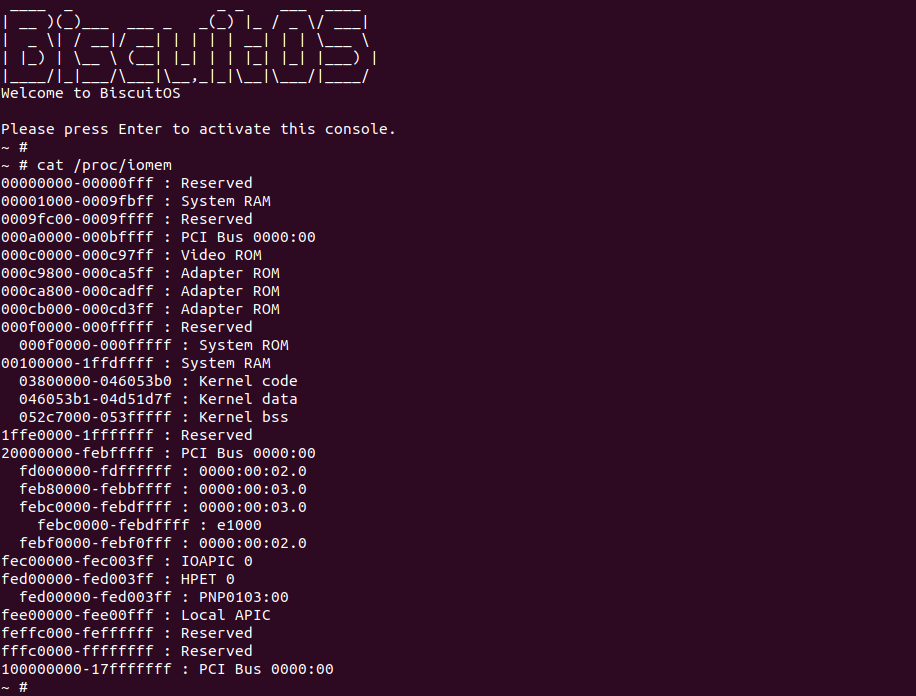 ____  _                _ _    ___  ____
| __ )(_)___  ___ _   _(_) |_ / _ \/ ___|
|  _ \| / __|/ __| | | | | __| | | \___ \
| |_) | \__ \ (__| |_| | | |_| |_| |___) |
|____/|_|___/\___|\__,_|_|\__|\___/|____/
Welcome to BiscuitOS
Please press Enter to activate this console.
~ #
~ # cat /proc/iomem
00000000-00000fff : Reserved
00001000-0009fbff : System RAM
0009fc00-0009ffff : Reserved
000a0000-000bffff : PCI Bus 0000:00
000c0000-000c97ff : Video ROM
000c9800-000ca5ff : Adapter ROM
000ca800-000cadff : Adapter ROM
000cb000-000cd3ff : Adapter ROM
000f0000-000fffff : Reserved
  000f0000-000fffff : System ROM
00100000-1ffdffff : System RAM
  03800000-046053b0 : Kernel code
  046053b1-04d51d7f : Kernel data
  052c7000-053fffff : Kernel bss
1ffe0000-1fffffff : Reserved
20000000-febfffff : PCI Bus 0000:00
  fd000000-fdffffff : 0000:00:02.0
  feb80000-febbffff : 0000:00:03.0
  febc0000-febdffff : 0000:00:03.0
    febc0000-febdffff : e1000
  febf0000-febf0fff : 0000:00:02.0
fec00000-fec003ff : IOAPIC 0
fed00000-fed003ff : HPET 0
  fed00000-fed003ff : PNP0103:00
fee00000-fee00fff : Local APIC
feffc000-feffffff : Reserved
fffc0000-ffffffff : Reserved
100000000-17fffffff : PCI Bus 0000:00
~ #